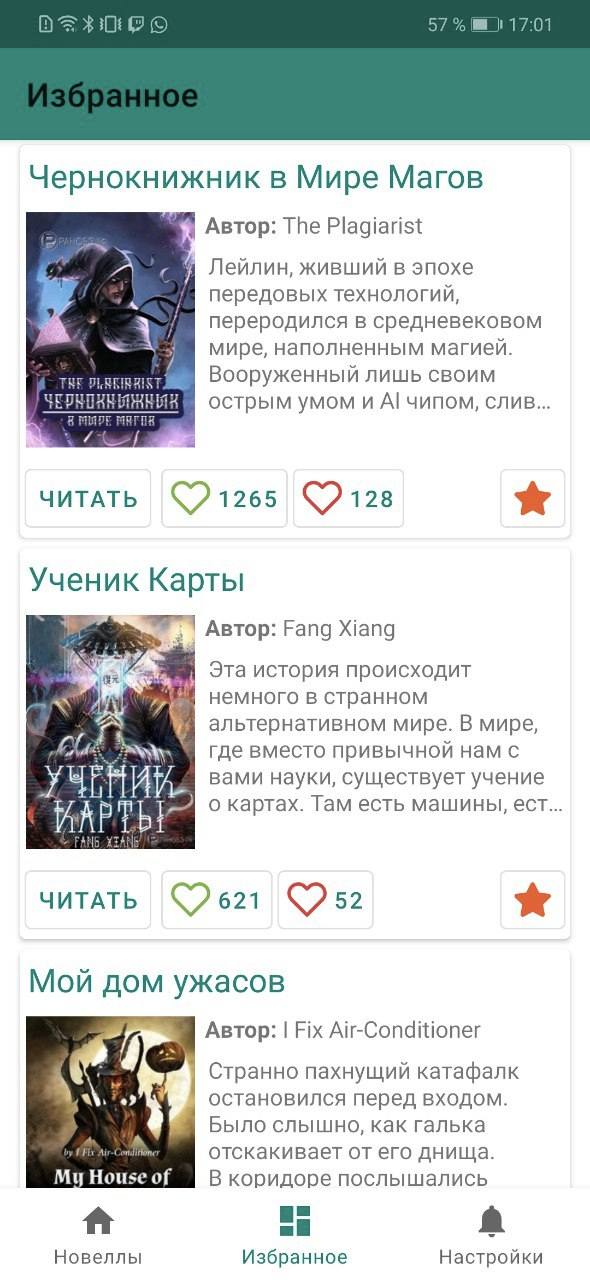 57 % 17:01
Избранное
Чернокнижник в Мире Магов
РАНОБЭ.РФ
THE PLAGIARIST
ЧЕРНОКНИЖНИК
В МИРЕ МАГОВ
Автор: The Plagiarist
Лейлин, живший в эпохе
передовых технологий,
переродился в средневековом
мире, наполненным магией.
Вооруженный лишь своим
острым умом и AI чипом, слив...
ЧИТАТЬ 1265 128
Ученик Карты
УЧЕНИК
КАРТЫ
FANG XIANG
РАНОБЭ.РФ
Автор: Fang Xiang
Эта история происходит
немного в странном
альтернативном мире. В мире,
где вместо привычной нам с
вами науки, существует учение
о картах. Там есть машины, ест...
ЧИТАТЬ 621 52
Мой дом ужасов
by I Fix Air-Conditioner
My House of
Автор: I Fix Air-Conditioner
Странно пахнущий катафалк
остановился перед входом.
Было слышно, как галька
отскакивает от его днища.
В коридоре послышались
Новеллы Избранное Настройки